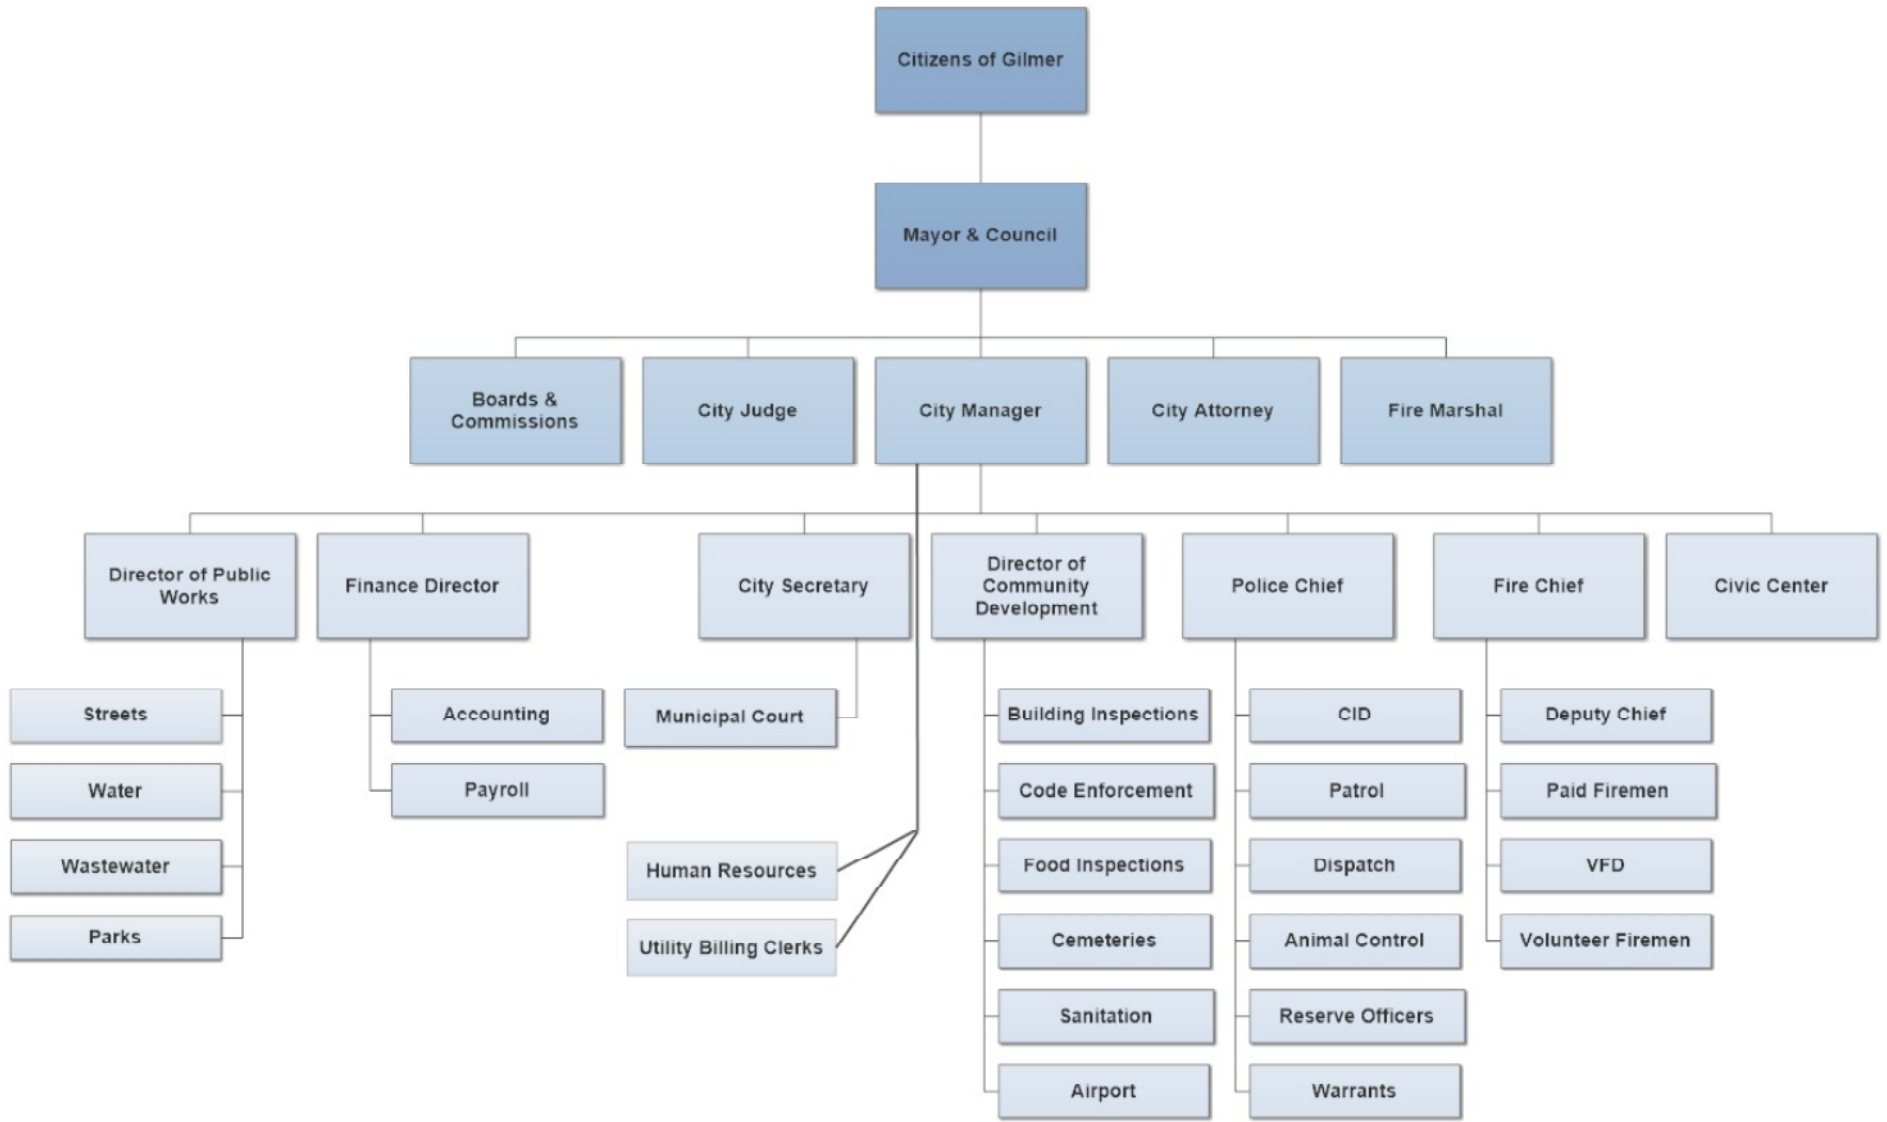 Citizens of Gilmer
Mayor & Council
Boards &
Commissions
City Judge
City Manager
City Attorney
Fire Marshal
Director of Public
Works
Finance Director
City Secretary
Director of
Community
Development
Police Chief
Fire Chief
Civic Center
Streets
Water
Wastewater
Parks
Accounting
Payroll
Municipal Court
Human Resources
Utility Billing Clerks
Building Inspections
Code Enforcement
Food Inspections
Cemeteries
Sanitation
Airport
CID
Patrol
Dispatch
Animal Control
Reserve Officers
Warrants
Deputy Chief
Paid Firemen
VFD
Volunteer Firemen